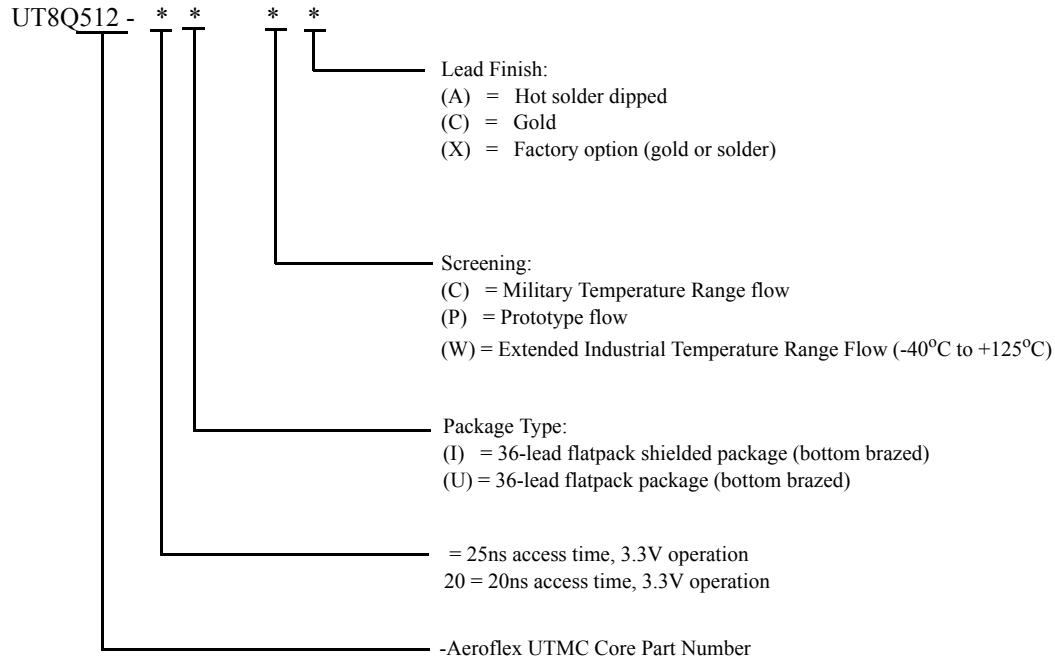 UT8Q512 - * * * *
Lead Finish:
(A) = Hot solder dipped
(C) = Gold
(X) = Factory option (gold or solder)
Screening:
(C) = Military Temperature Range flow
(P) = Prototype flow
(W) = Extended Industrial Temperature Range Flow (-40°C to +125°C)
Package Type:
(I) = 36-lead flatpack shielded package (bottom brazed)
(U) = 36-lead flatpack package (bottom brazed)
= 25ns access time, 3.3V operation
20 = 20ns access time, 3.3V operation
-Aeroflex UTMC Core Part Number